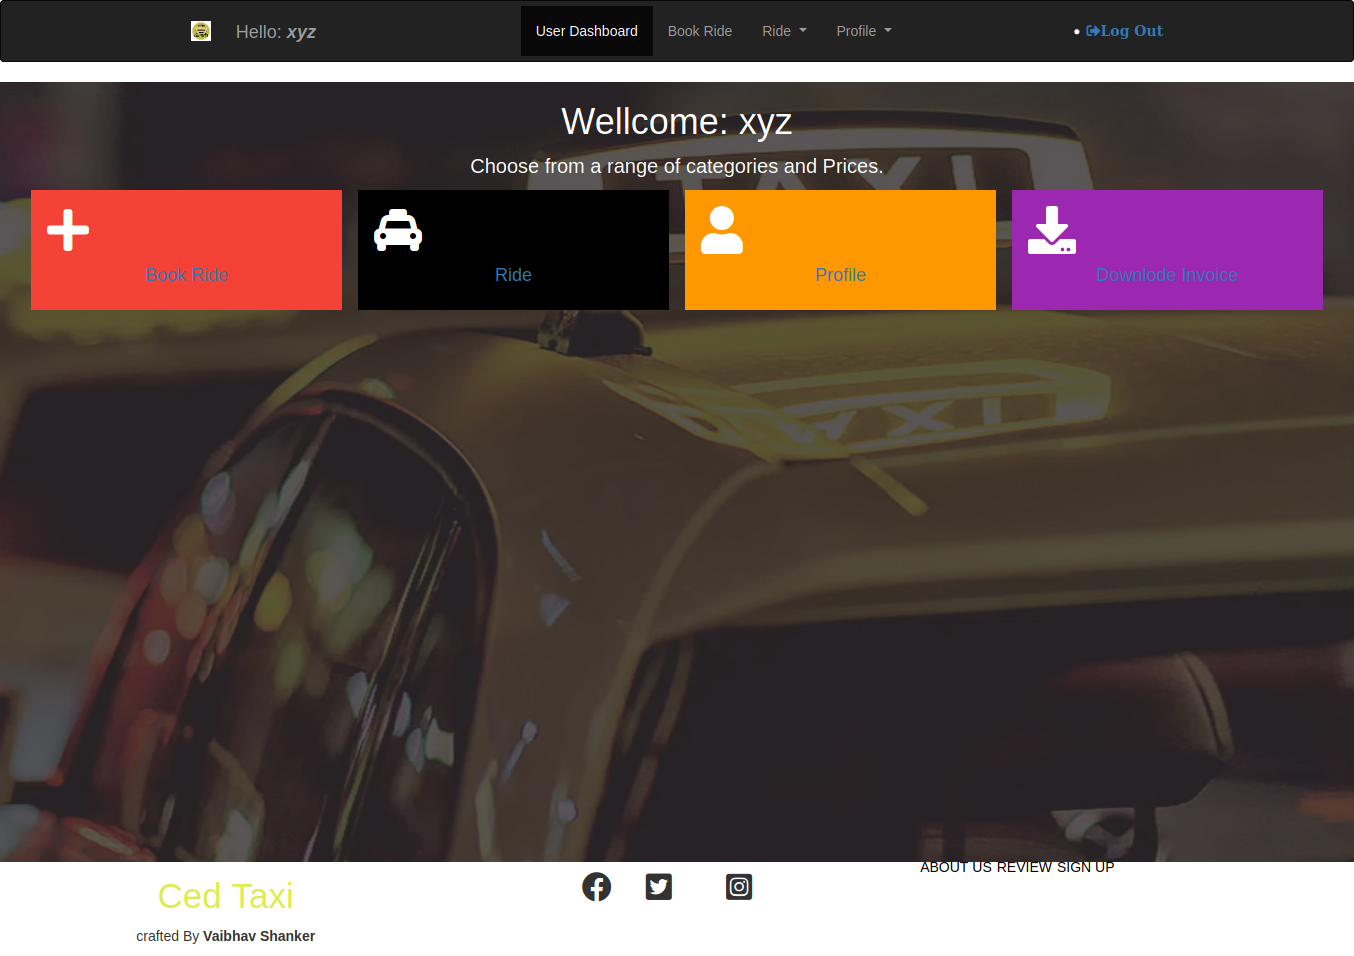 Hello: xyz
User Dashboard
Book Ride
Ride
Profile
Log Out
Wellcome: xyz
Choose from a range of categories and Prices.
Book Ride
Ride
Profile
Downlode Invoice
TAXI
Ced Taxi
crafted By Vaibhav Shanker
ABOUT US REVIEW SIGN UP